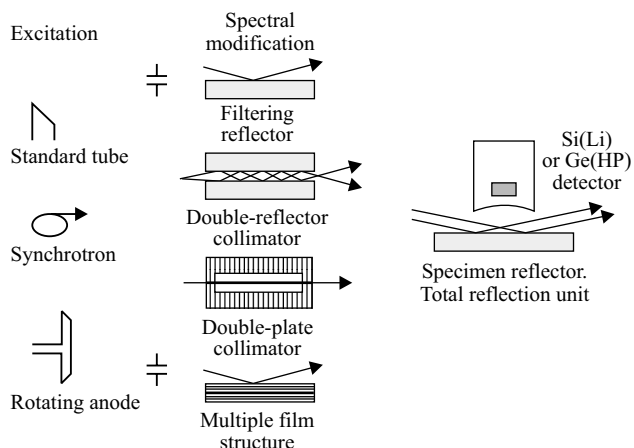 Excitation
Standard tube
Synchrotron
Rotating anode
Spectral
modification
Filtering
reflector
Double-reflector
collimator
Double-plate
collimator
Multiple film
structure
Si(Li)
or Ge(HP)
detector
Specimen reflector.
Total reflection unit